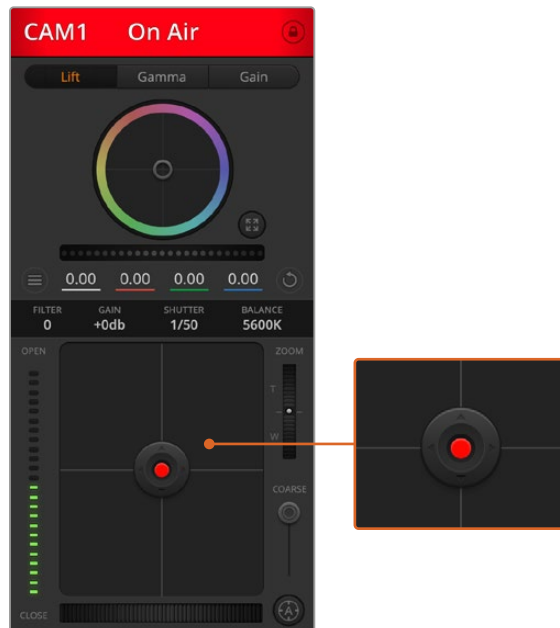 CAM1 On Air
Lift Gamma Gain
0.00 0.00 0.00 0.00
FILTER GAIN SHUTTER BALANCE
0 +0db 1/50 5600K
OPEN ZOOM
T
W
COARSE
CLOSE A